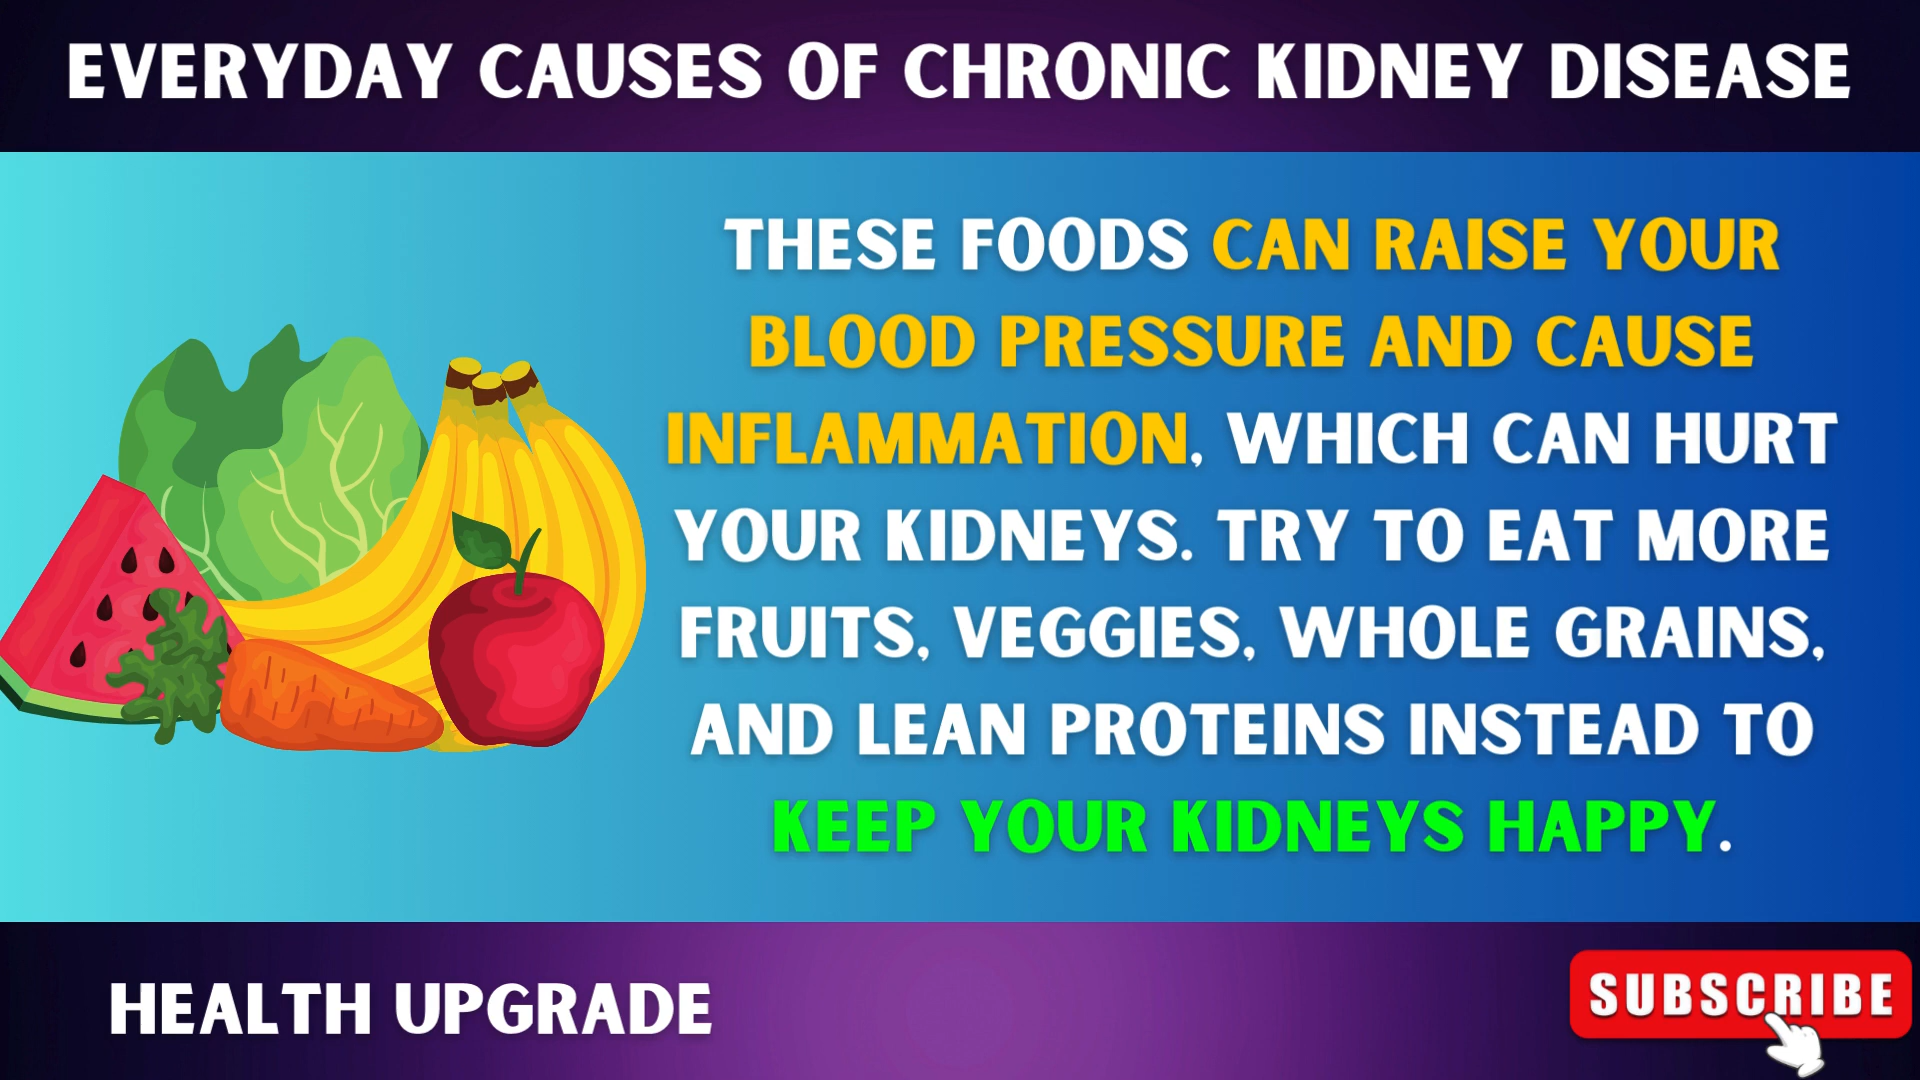 EVERYDAY CAUSES OF CHRONIC KIDNEY DISEASE
THESE FOODS CAN RAISE YOUR
BLOOD PRESSURE AND CAUSE
INFLAMMATION, WHICH CAN HURT
YOUR KIDNEYS. TRY TO EAT MORE
FRUITS, VEGGIES, WHOLE GRAINS,
AND LEAN PROTEINS INSTEAD TO
KEEP YOUR KIDNEYS HAPPY.
HEALTH UPGRADE
SUBSCRIBE